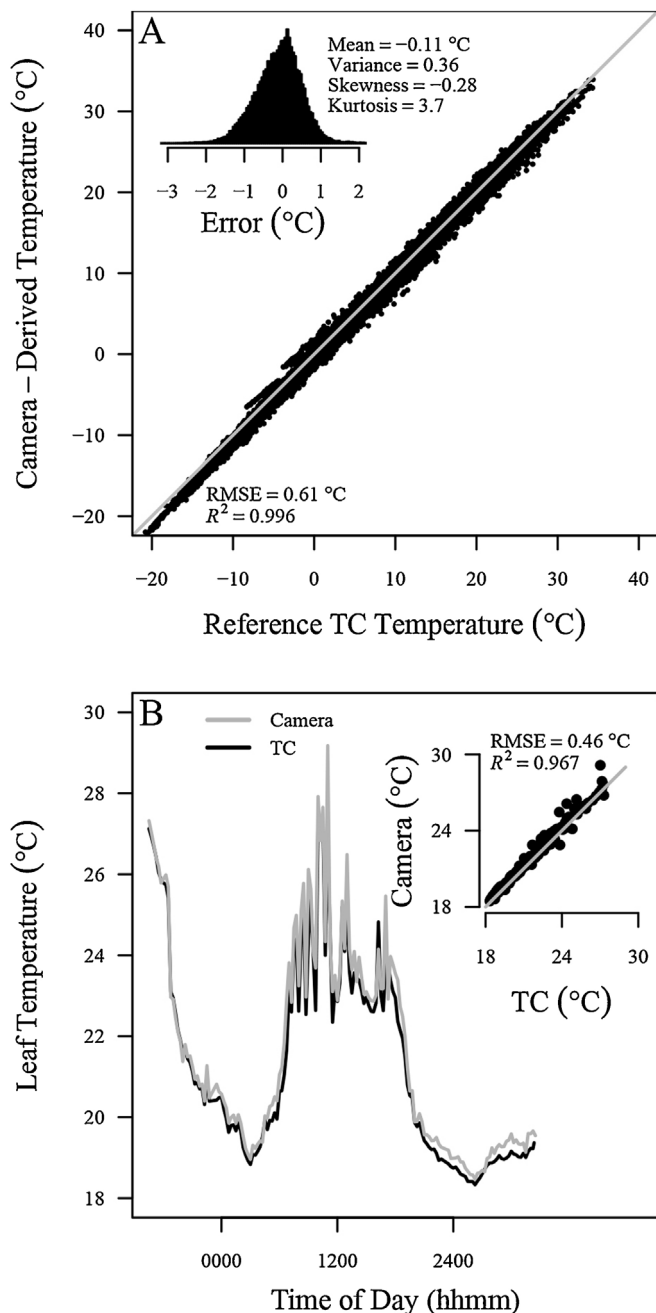 A
Mean = −0.11 °C
Variance = 0.36
Skewness = −0.28
Kurtosis = 3.7
−3 −2 −1 0 1 2
Error (°C)
40
30
20
10
0
−10
−20
Camera − Derived Temperature (°C)
RMSE = 0.61 °C
R² = 0.996
−20 −10 0 10 20 30 40
Reference TC Temperature (°C)
B
Camera
TC
30
28
26
24
22
20
18
Leaf Temperature (°C)
RMSE = 0.46 °C
R² = 0.967
30
24
18
Camera (°C)
18 24 30
TC (°C)
0000 1200 2400
Time of Day (hhmm)